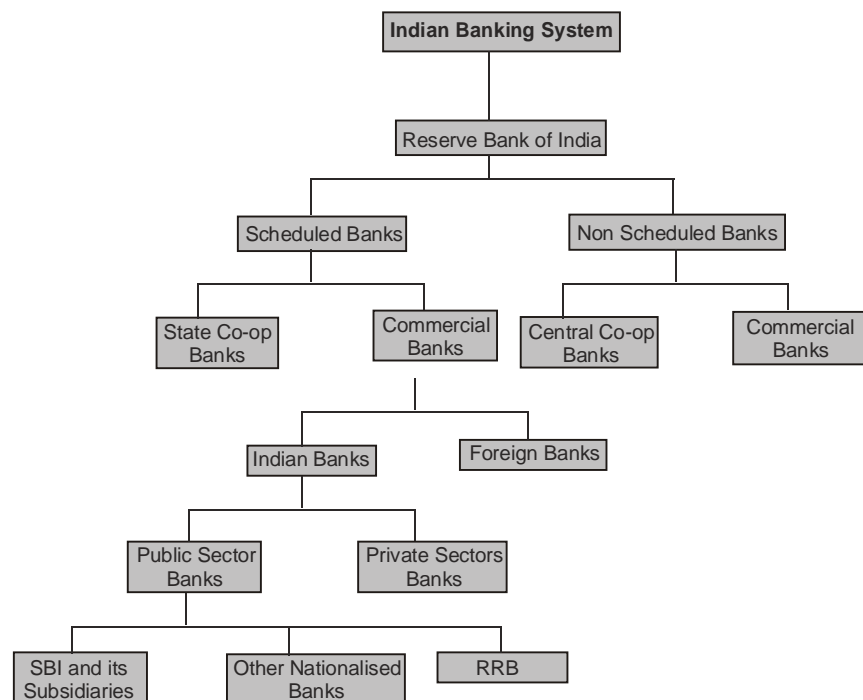 Indian Banking System
Reserve Bank of India
Scheduled Banks
Non Scheduled Banks
State Co-op
Banks
Commercial
Banks
Central Co-op
Banks
Commercial
Banks
Indian Banks
Foreign Banks
Public Sector
Banks
Private Sectors
Banks
SBI and its
Subsidiaries
Other Nationalised
Banks
RRB